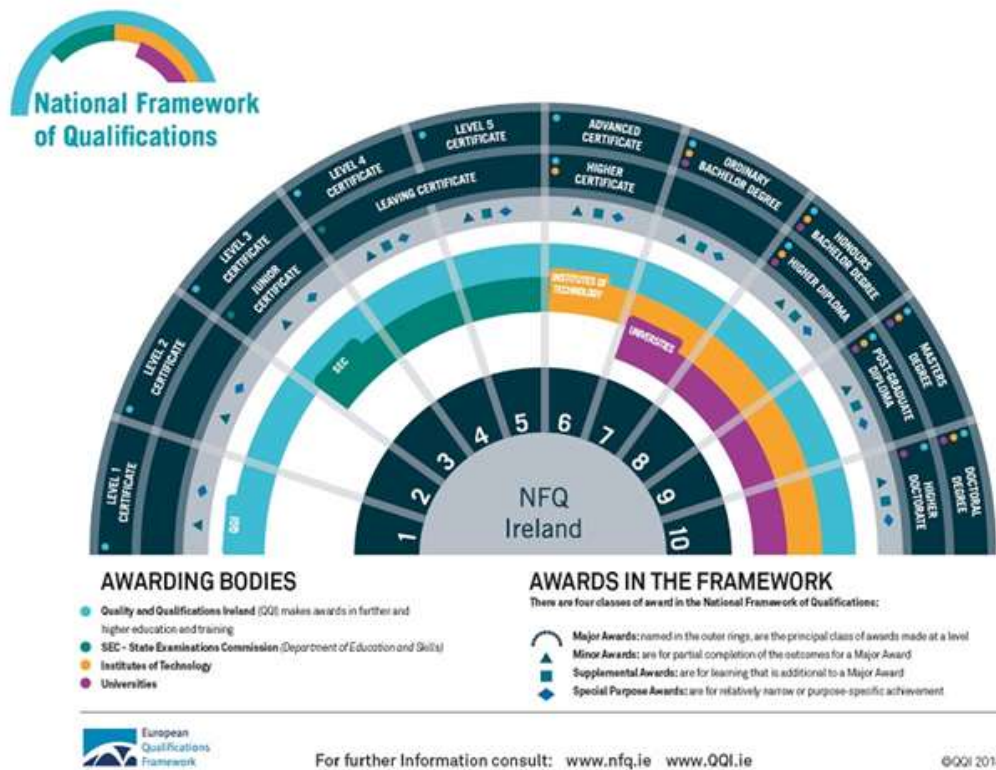 National Framework
of Qualifications
LEVEL 1
CERTIFICATE
LEVEL 2
CERTIFICATE
LEVEL 3
CERTIFICATE
JUNIOR
CERTIFICATE
LEVEL 4
CERTIFICATE
LEVEL 5
CERTIFICATE
LEAVING CERTIFICATE
ADVANCED
CERTIFICATE
HIGHER
CERTIFICATE
ORDINARY
BACHELOR DEGREE
HONOURS
BACHELOR DEGREE
HIGHER DIPLOMA
MASTERS
DEGREE
POST-GRADUATE
DIPLOMA
DOCTORAL
DEGREE
HIGHER
DOCTORATE
QQI
SEC
INSTITUTES OF
TECHNOLOGY
UNIVERSITIES
1
2
3
4
5
6
7
8
9
10
NFQ
Ireland
AWARDING BODIES
Quality and Qualifications Ireland (QQI) makes awards in further and
higher education and training
SEC - State Examinations Commission (Department of Education and Skills)
Institutes of Technology
Universities
AWARDS IN THE FRAMEWORK
There are four classes of award in the National Framework of Qualifications:
Major Awards: named in the outer rings, are the principal class of awards made at a level
Minor Awards: are for partial completion of the outcomes for a Major Award
Supplemental Awards: are for learning that is additional to a Major Award
Special Purpose Awards: are for relatively narrow or purpose-specific achievement
European
Qualifications
Framework
For further Information consult: www.nfq.ie www.QQI.ie